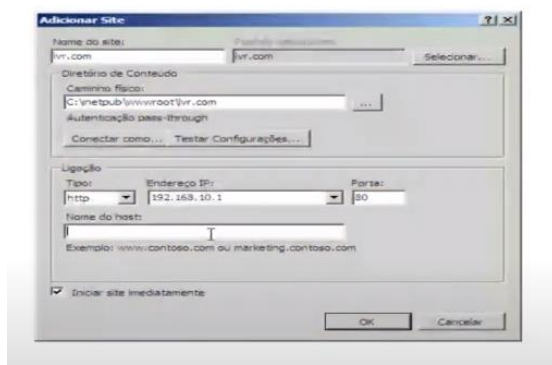 Adicionar Site
Nome do site:
ivr.com
ivr.com
Selecionar...
Diretório de Conteúdo
Caminho físico:
C:\inetpub\wwwroot\ivr.com
...
Autenticação pass-through
Conectar como...
Testar Configurações...
Ligação
Tipo:
Endereço IP:
Porta:
http
192.168.10.1
80
Nome do host:
Exemplo: www.contoso.com ou marketing.contoso.com
Iniciar site imediatamente
OK
Cancelar